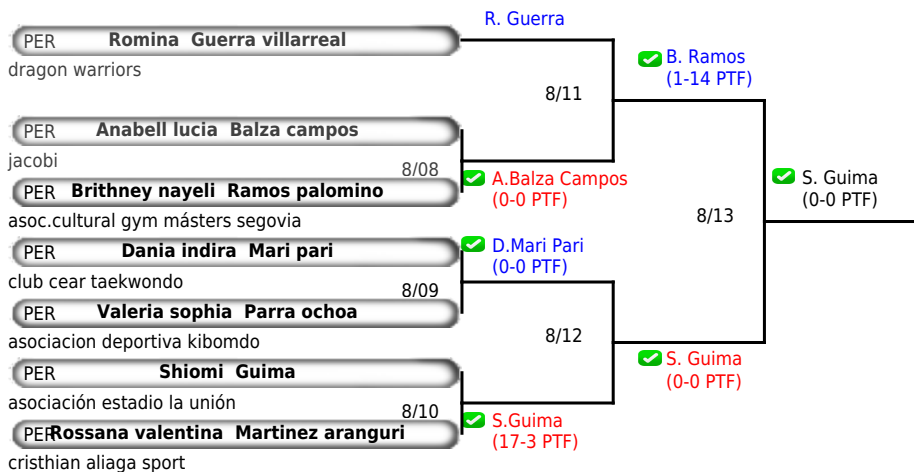 R. Guerra
PER Romina Guerra villarreal
dragon warriors
B. Ramos
(1-14 PTF)
8/11
PER Anabell lucia Balza campos
jacobi
8/08
A.Balza Campos
(0-0 PTF)
PER Brithney nayeli Ramos palomino
asoc.cultural gym másters segovia
S. Guima
(0-0 PTF)
8/13
PER Dania indira Mari pari
club cear taekwondo
D.Mari Pari
(0-0 PTF)
8/09
PER Valeria sophia Parra ochoa
asociacion deportiva kibomdo
8/12
PER Shiomi Guima
asociación estadio la unión
S. Guima
(0-0 PTF)
8/10
S.Guima
(17-3 PTF)
PER Rossana valentina Martinez aranguri
cristhian aliaga sport